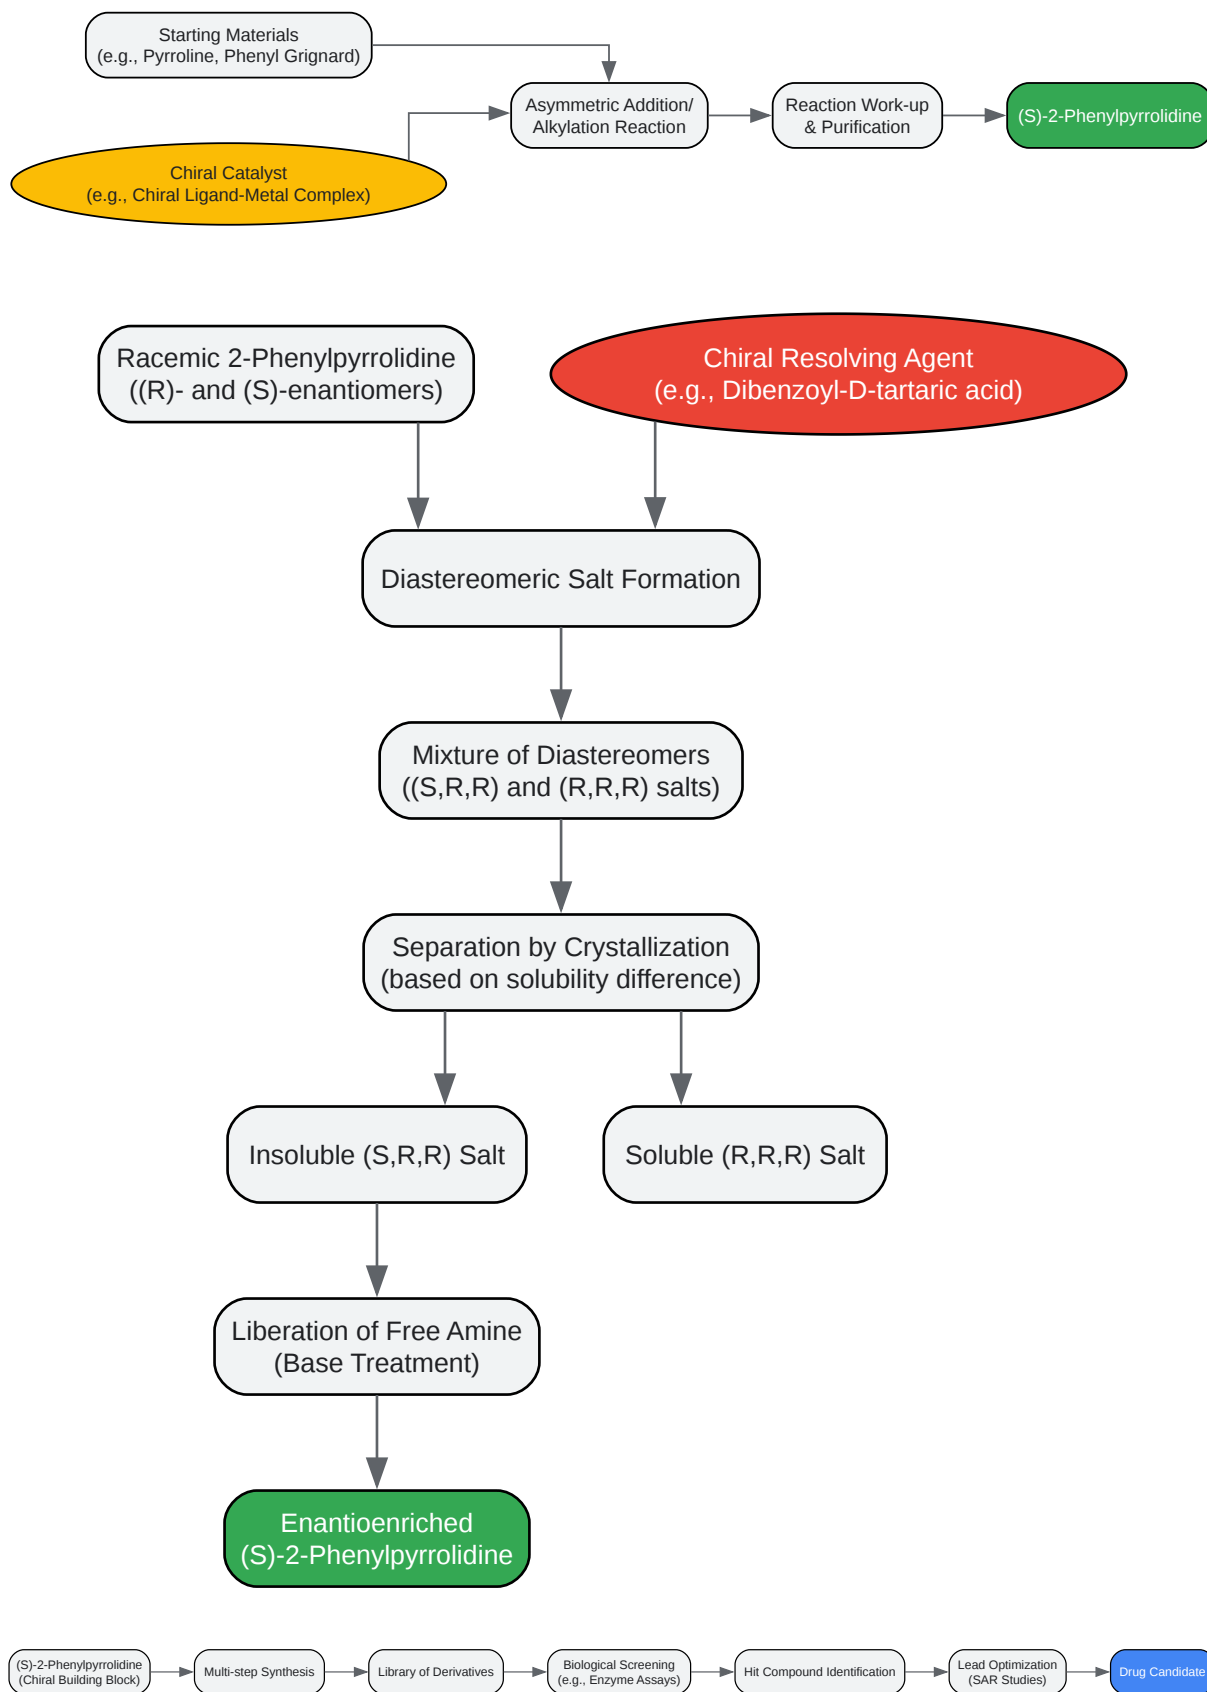 Starting Materials
(e.g., Pyrroline, Phenyl Grignard)
Asymmetric Addition/
Alkylation Reaction
Reaction Work-up
& Purification
(S)-2-Phenylpyrrolidine
Chiral Catalyst
(e.g., Chiral Ligand-Metal Complex)
Racemic 2-Phenylpyrrolidine
((R)- and (S)-enantiomers)
Chiral Resolving Agent
(e.g., Dibenzoyl-D-tartaric acid)
Diastereomeric Salt Formation
Mixture of Diastereomers
((S,R,R) and (R,R,R) salts)
Separation by Crystallization
(based on solubility difference)
Insoluble (S,R,R) Salt
Soluble (R,R,R) Salt
Liberation of Free Amine
(Base Treatment)
Enantioenriched
(S)-2-Phenylpyrrolidine
(S)-2-Phenylpyrrolidine
(Chiral Building Block)
Multi-step Synthesis
Library of Derivatives
Biological Screening
(e.g., Enzyme Assays)
Hit Compound Identification
Lead Optimization
(SAR Studies)
Drug Candidate